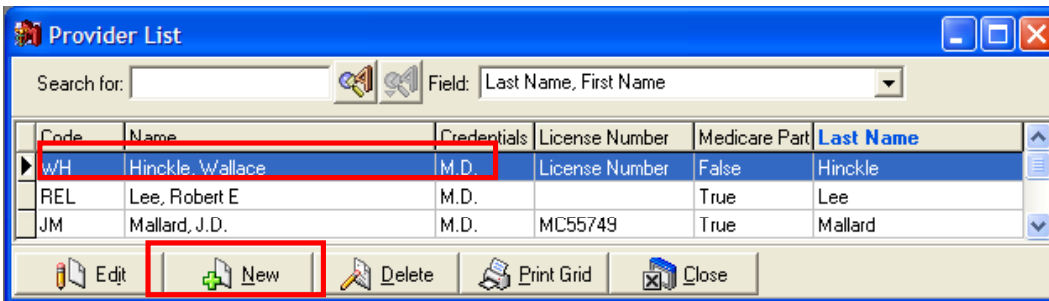 Provider List
Search for: Field: Last Name, First Name
Code Name Credentials License Number Medicare Part Last Name
WH Hinckle, Wallace M.D. License Number False Hinckle
REL Lee, Robert E M.D. True Lee
JM Mallard, J.D. M.D. MC55749 True Mallard
Edit New Delete Print Grid Close